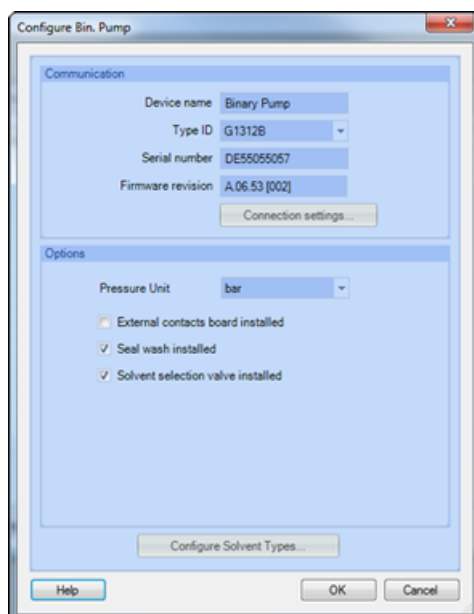 Configure Bin. Pump
Communication
Device name Binary Pump
Type ID G1312B
Serial number DE55055057
Firmware revision A.06.53 [002]
Connection settings...
Options
Pressure Unit bar
External contacts board installed
Seal wash installed
Solvent selection valve installed
Configure Solvent Types...
Help OK Cancel